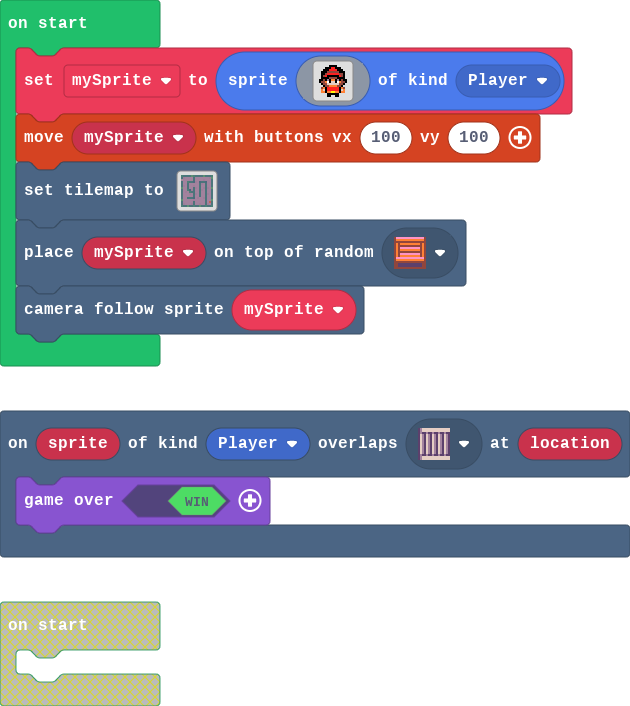 on start
set mySprite to sprite of kind Player
move mySprite with buttons vx 100 vy 100
set tilemap to
place mySprite on top of random
camera follow sprite mySprite
on sprite of kind Player overlaps at location
game over WIN
on start